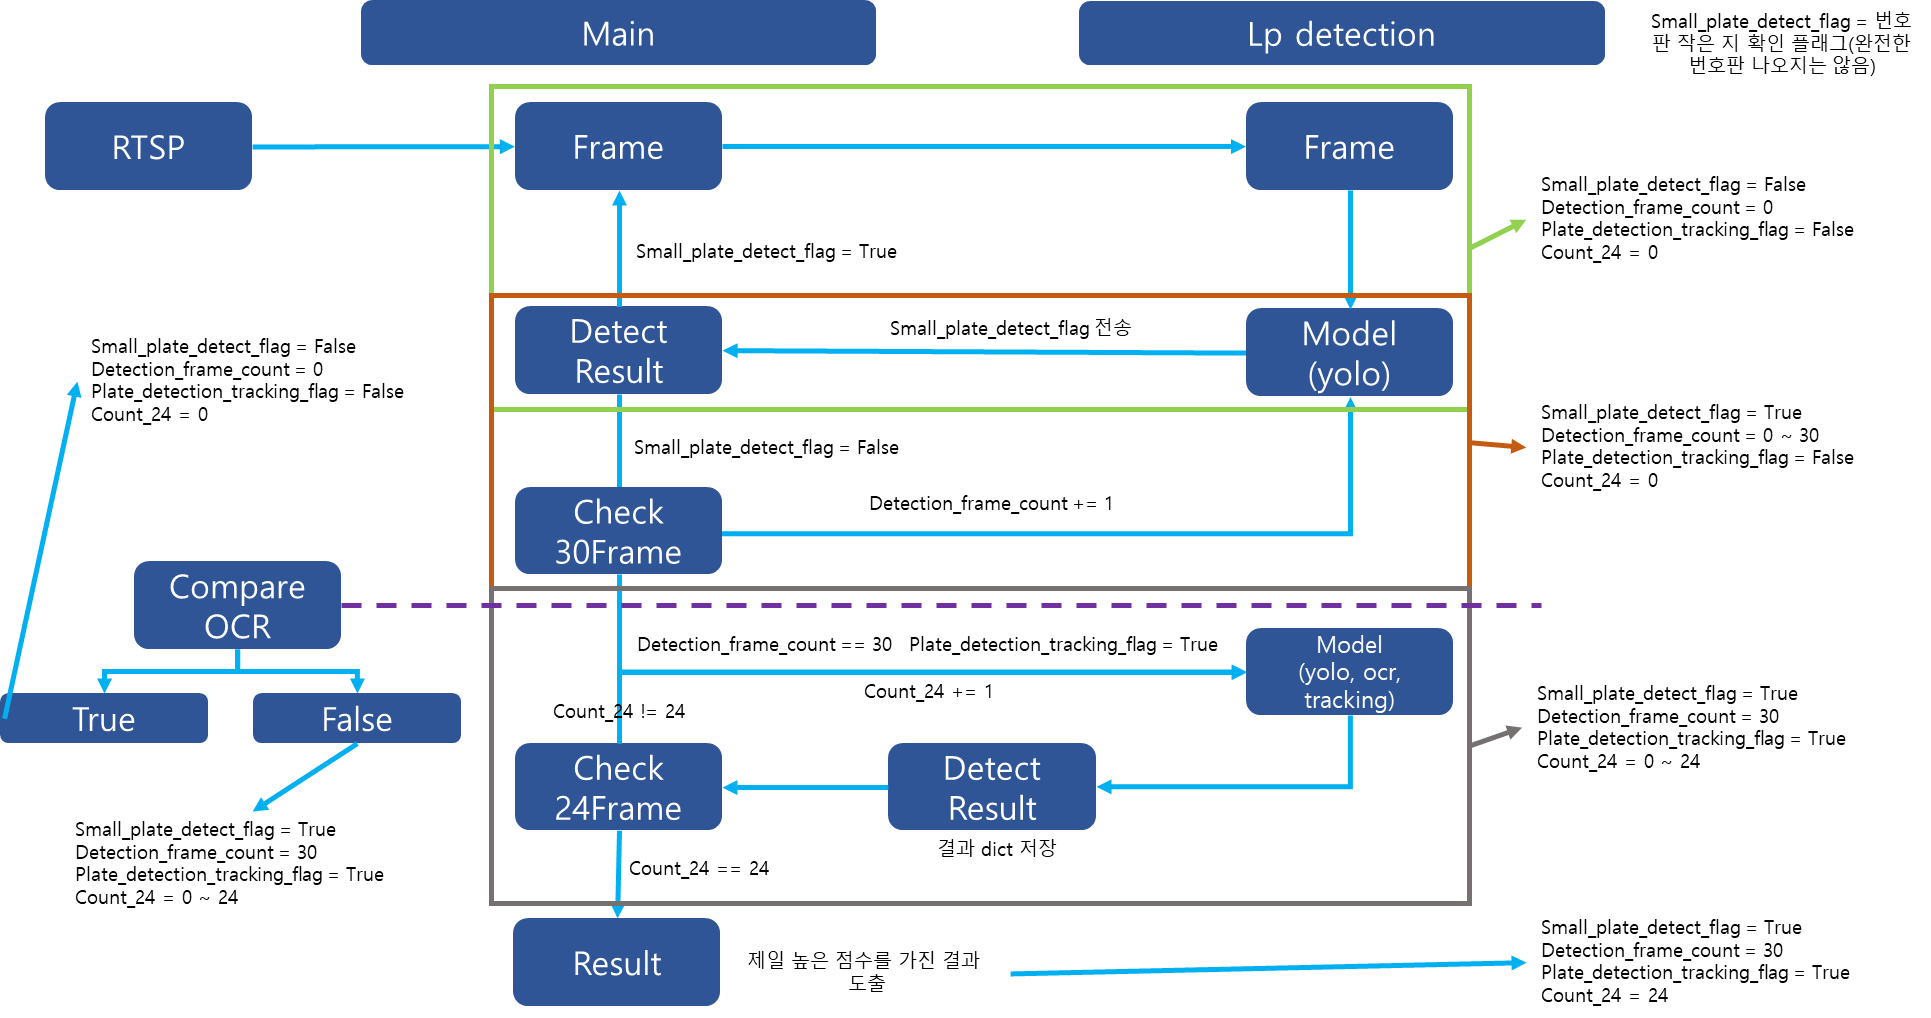 Main
Lp detection
Small_plate_detect_flag = 번호
판 작은 지 확인 플래그(완전한
번호판 나오지는 않음)
RTSP
Frame
Frame
Small_plate_detect_flag = False
Detection_frame_count = 0
Plate_detection_tracking_flag = False
Count_24 = 0
Small_plate_detect_flag = True
Detect
Result
Small_plate_detect_flag 전송
Model
(yolo)
Small_plate_detect_flag = False
Detection_frame_count = 0
Plate_detection_tracking_flag = False
Count_24 = 0
Small_plate_detect_flag = True
Detection_frame_count = 0 ~ 30
Plate_detection_tracking_flag = False
Count_24 = 0
Small_plate_detect_flag = False
Check
30Frame
Detection_frame_count += 1
Compare
OCR
True
False
Detection_frame_count == 30 Plate_detection_tracking_flag = True
Count_24 += 1
Model
(yolo, ocr,
tracking)
Count_24 != 24
Small_plate_detect_flag = True
Detection_frame_count = 30
Plate_detection_tracking_flag = True
Count_24 = 0 ~ 24
Check
24Frame
Detect
Result
결과 dict 저장
Small_plate_detect_flag = True
Detection_frame_count = 30
Plate_detection_tracking_flag = True
Count_24 = 0 ~ 24
Count_24 == 24
Result
제일 높은 점수를 가진 결과
도출
Small_plate_detect_flag = True
Detection_frame_count = 30
Plate_detection_tracking_flag = True
Count_24 = 24